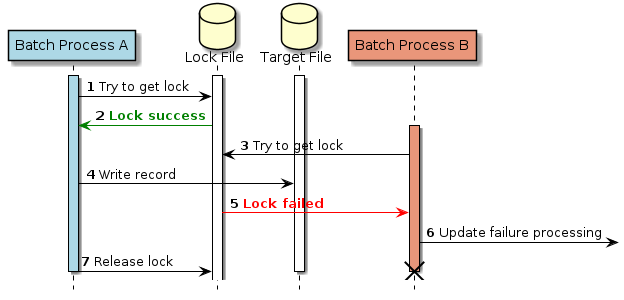 Batch Process A
Lock File
Target File
Batch Process B
1 Try to get lock
2 Lock success
3 Try to get lock
4 Write record
5 Lock failed
6 Update failure processing
7 Release lock